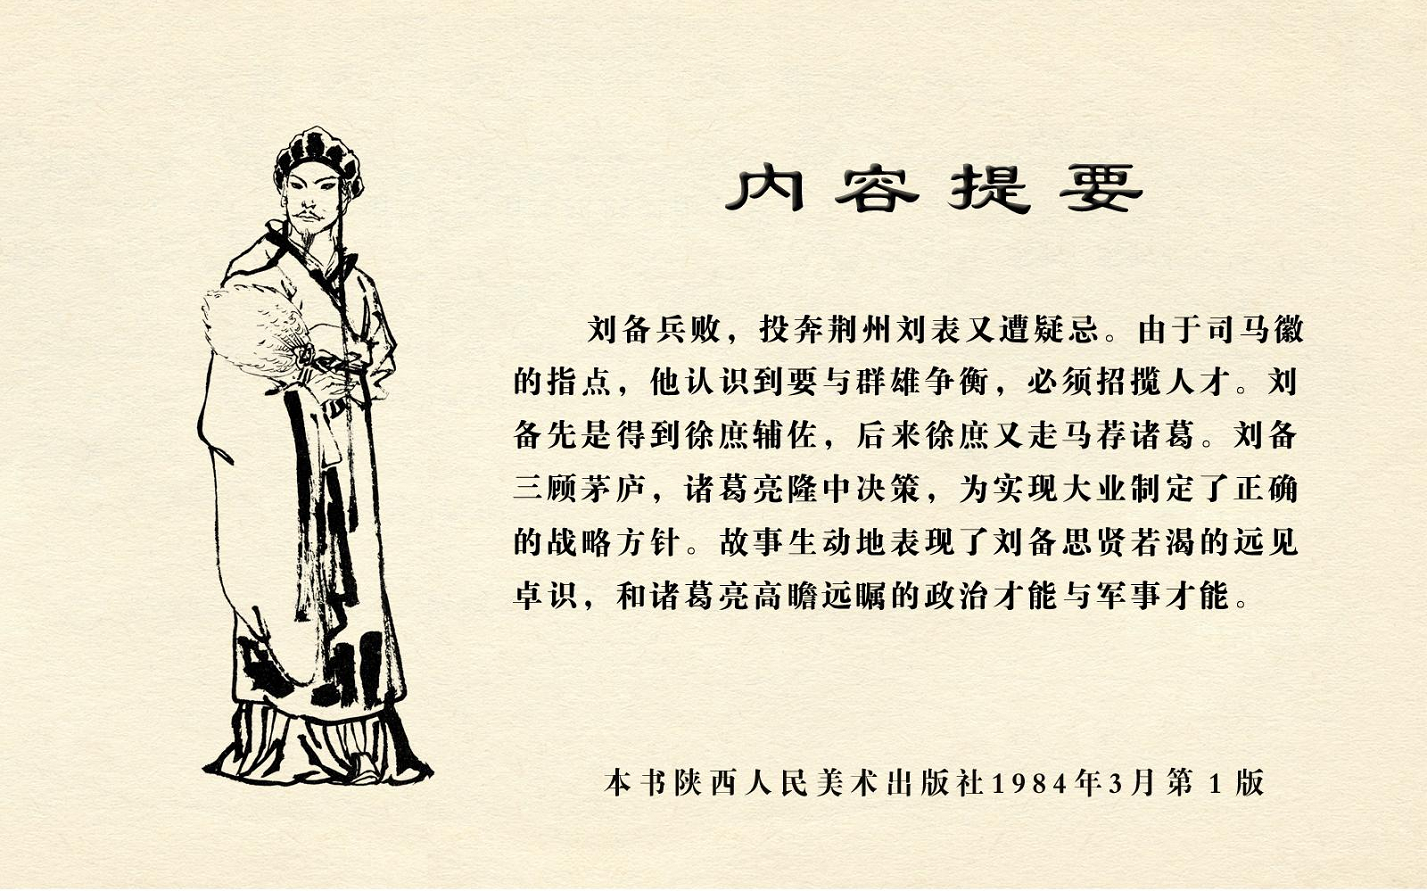 内容提要
刘备兵败，投奔荆州刘表又遭疑忌。由于司马徽
的指点，他认识到要与群雄争衡，必须招揽人才。刘
备先是得到徐庶辅佐，后来徐庶又走马荐诸葛。刘备
三顾茅庐，诸葛亮隆中决策，为实现大业制定了正确
的战略方针。故事生动地表现了刘备思贤若渴的远见
卓识，和诸葛亮高瞻远瞩的政治才能与军事才能。
本书陕西人民美术出版社1984年3月第1版